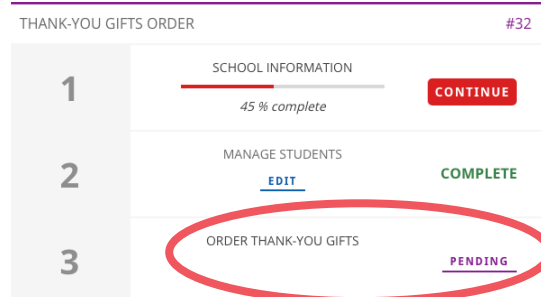 THANK-YOU GIFTS ORDER #32
1
SCHOOL INFORMATION
45 % complete
CONTINUE
2
MANAGE STUDENTS
EDIT
COMPLETE
3
ORDER THANK-YOU GIFTS
PENDING